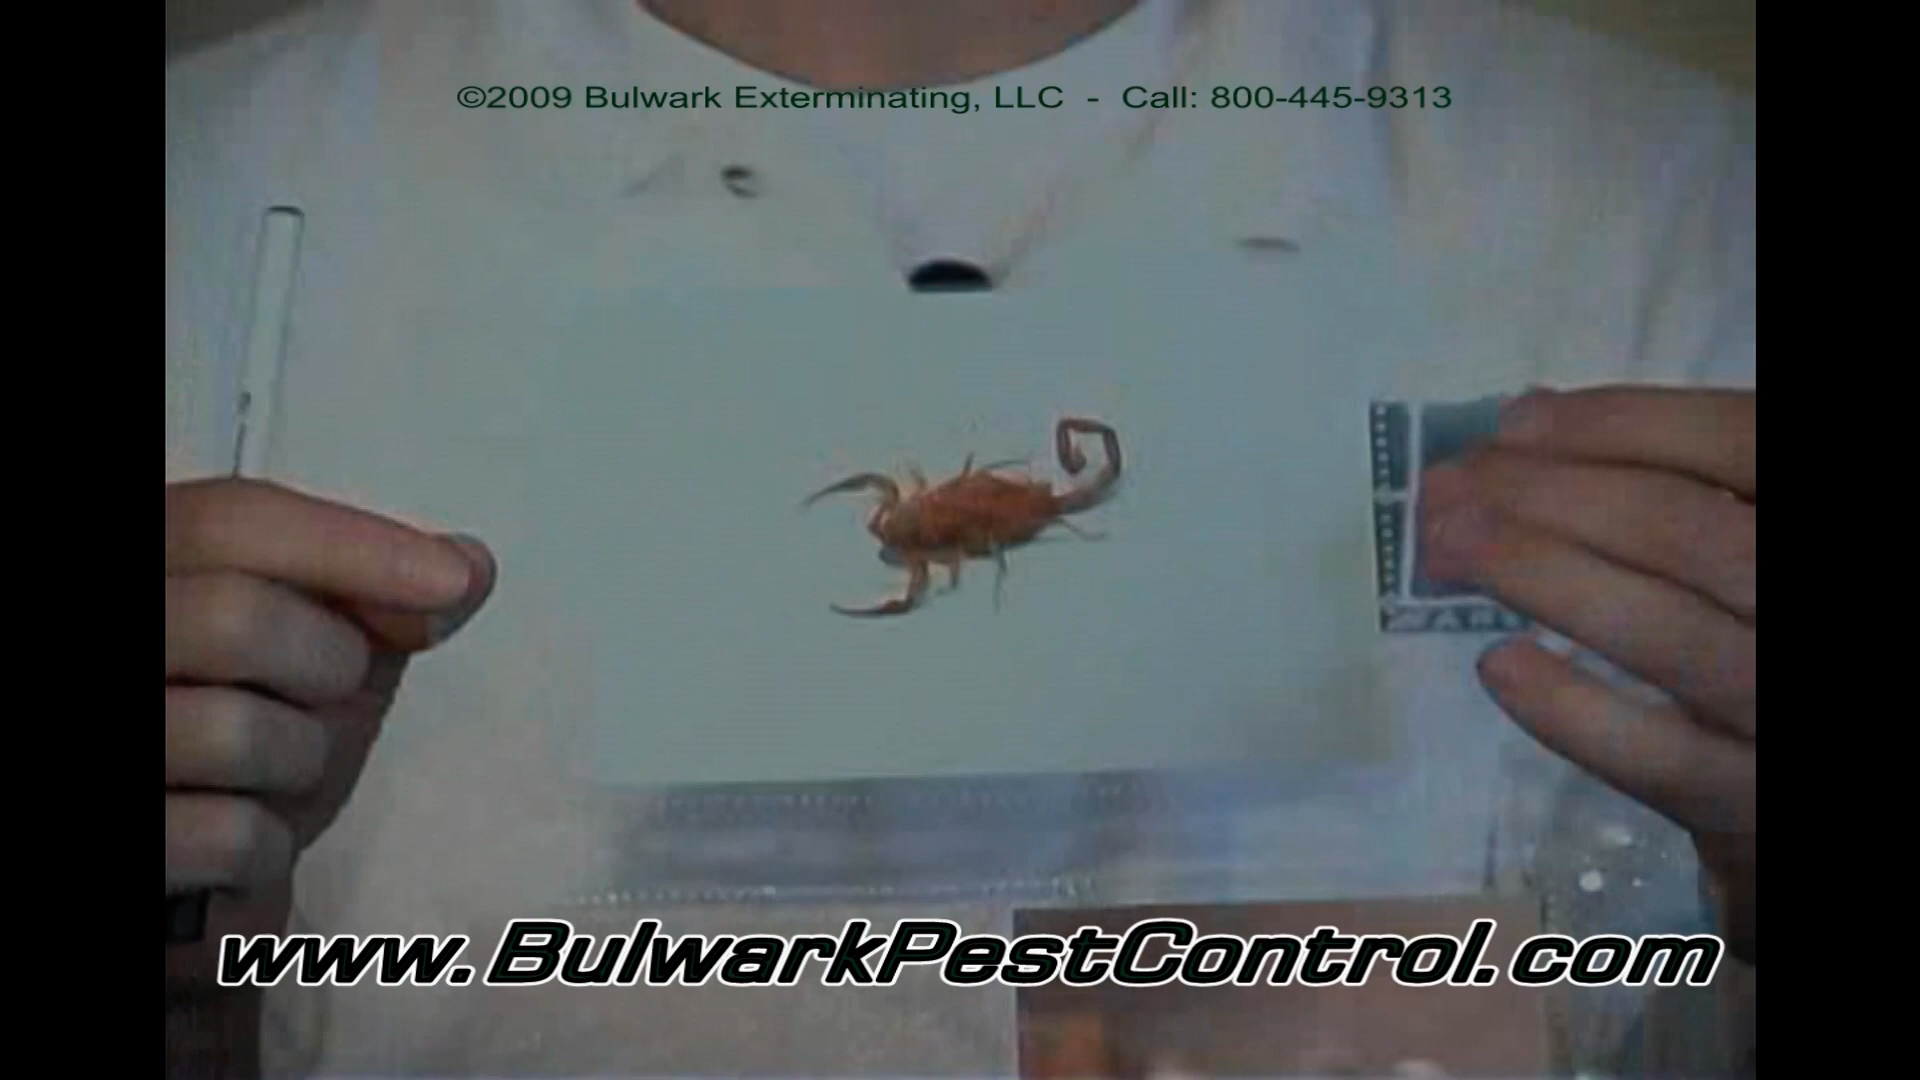 ©2009 Bulwark Exterminating, LLC - Call: 800-445-9313
www.BulwarkPestControl.com